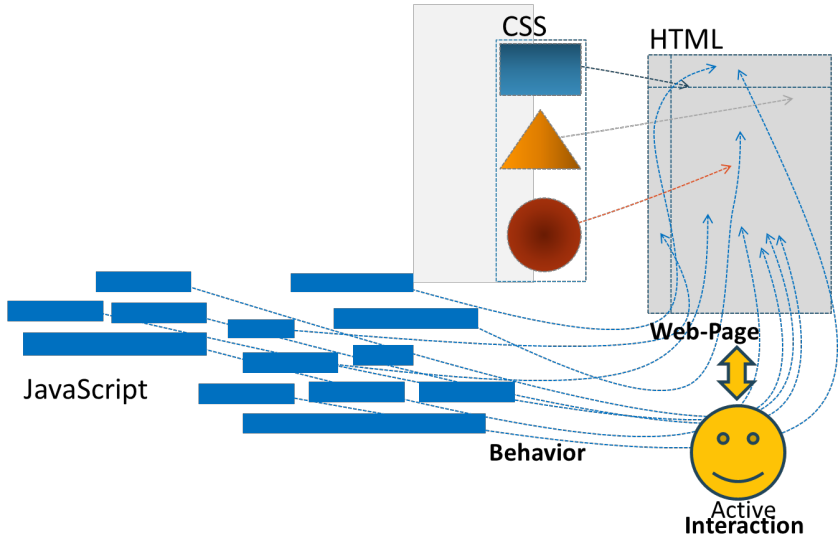 CSS
HTML
Web-Page
JavaScript
Behavior
Active
Interaction